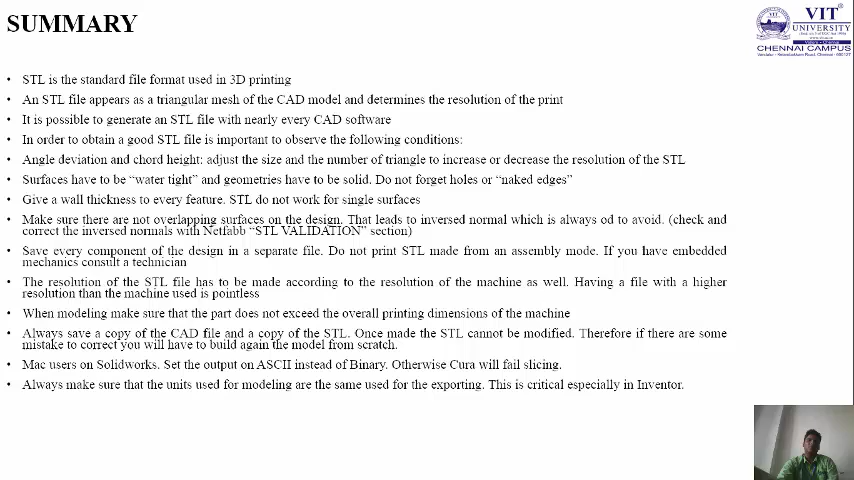 SUMMARY
VIT
UNIVERSITY
CHENNAI CAMPUS
• STL is the standard file format used in 3D printing
• An STL file appears as a triangular mesh of the CAD model and determines the resolution of the print
• It is possible to generate an STL file with nearly every CAD software
• In order to obtain a good STL file is important to observe the following conditions:
• Angle deviation and chord height: adjust the size and the number of triangle to increase or decrease the resolution of the STL
• Surfaces have to be “water tight” and geometries have to be solid. Do not forget holes or “naked edges”
• Give a wall thickness to every feature. STL do not work for single surfaces
• Make sure there are not overlapping surfaces on the design. That leads to inversed normal which is always od to avoid. (check and
correct the inversed normals with Netfabb “STL VALIDATION” section)
• Save every component of the design in a separate file. Do not print STL made from an assembly mode. If you have embedded
mechanics consult a technician
• The resolution of the STL file has to be made according to the resolution of the machine as well. Having a file with a higher
resolution than the machine used is pointless
• When modeling make sure that the part does not exceed the overall printing dimensions of the machine
• Always save a copy of the CAD file and a copy of the STL. Once made the STL cannot be modified. Therefore if there are some
mistake to correct you will have to build again the model from scratch.
• Mac users on Solidworks. Set the output on ASCII instead of Binary. Otherwise Cura will fail slicing.
• Always make sure that the units used for modeling are the same used for the exporting. This is critical especially in Inventor.